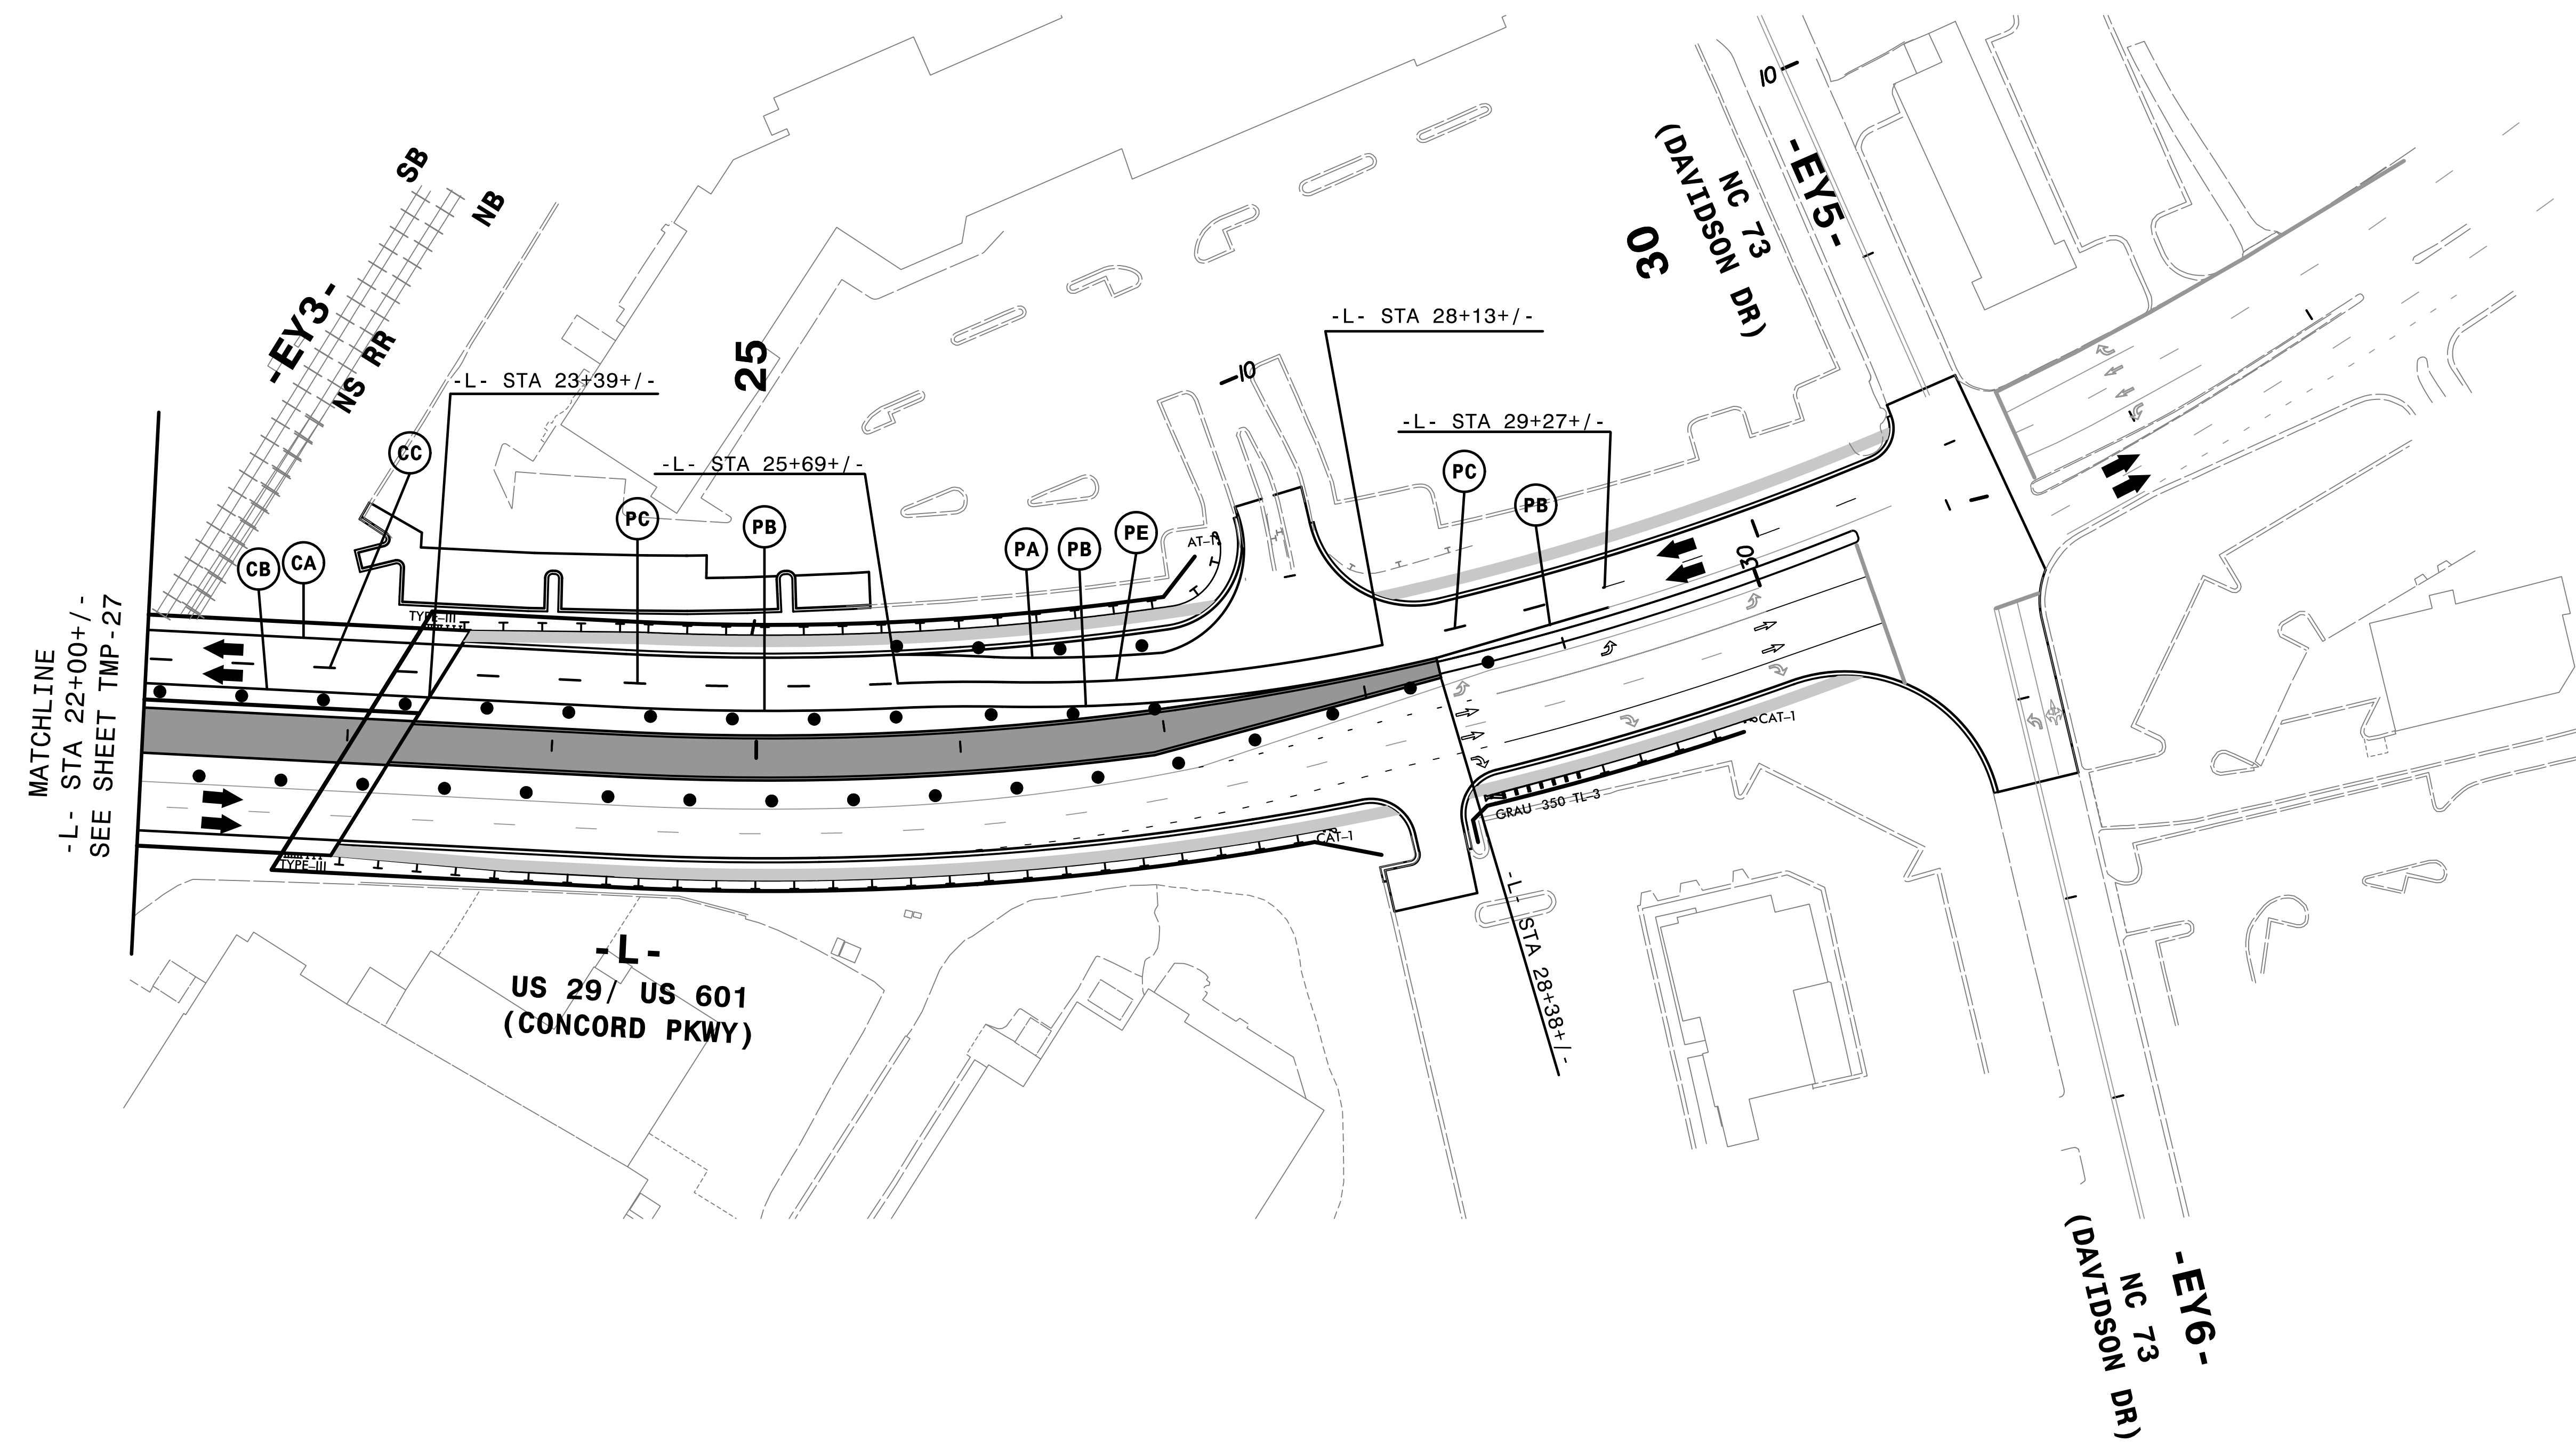 SB
NB
-EY3-
NS RR
-L- STA 23+39+/-
25
-L- STA 25+69+/-
10
-L- STA 28+13+/-
-L- STA 29+27+/-
30
NC 73
(DAVIDSON DR)
-EY5-
10
CC
CB
CA
PC
PB
PA
PB
PE
PC
PB
AT-1
TYPE-III
TYPE-III
30
MATCHLINE
-L- STA 22+00+/-
SEE SHEET TMP-27
CAT-1
GRAU 350 TL-3
CAT-1
-L- STA 28+38+/-
-L-
US 29/ US 601
(CONCORD PKWY)
-EY6-
NC 73
(DAVIDSON DR)